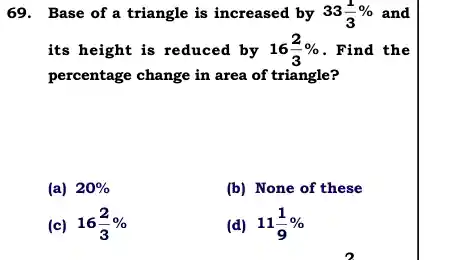 69. Base of a triangle is increased by 33 1/3 % and
its height is reduced by 16 2/3 %. Find the
percentage change in area of triangle?
(a) 20% (b) None of these
(c) 16 2/3 % (d) 11 1/9 %
2